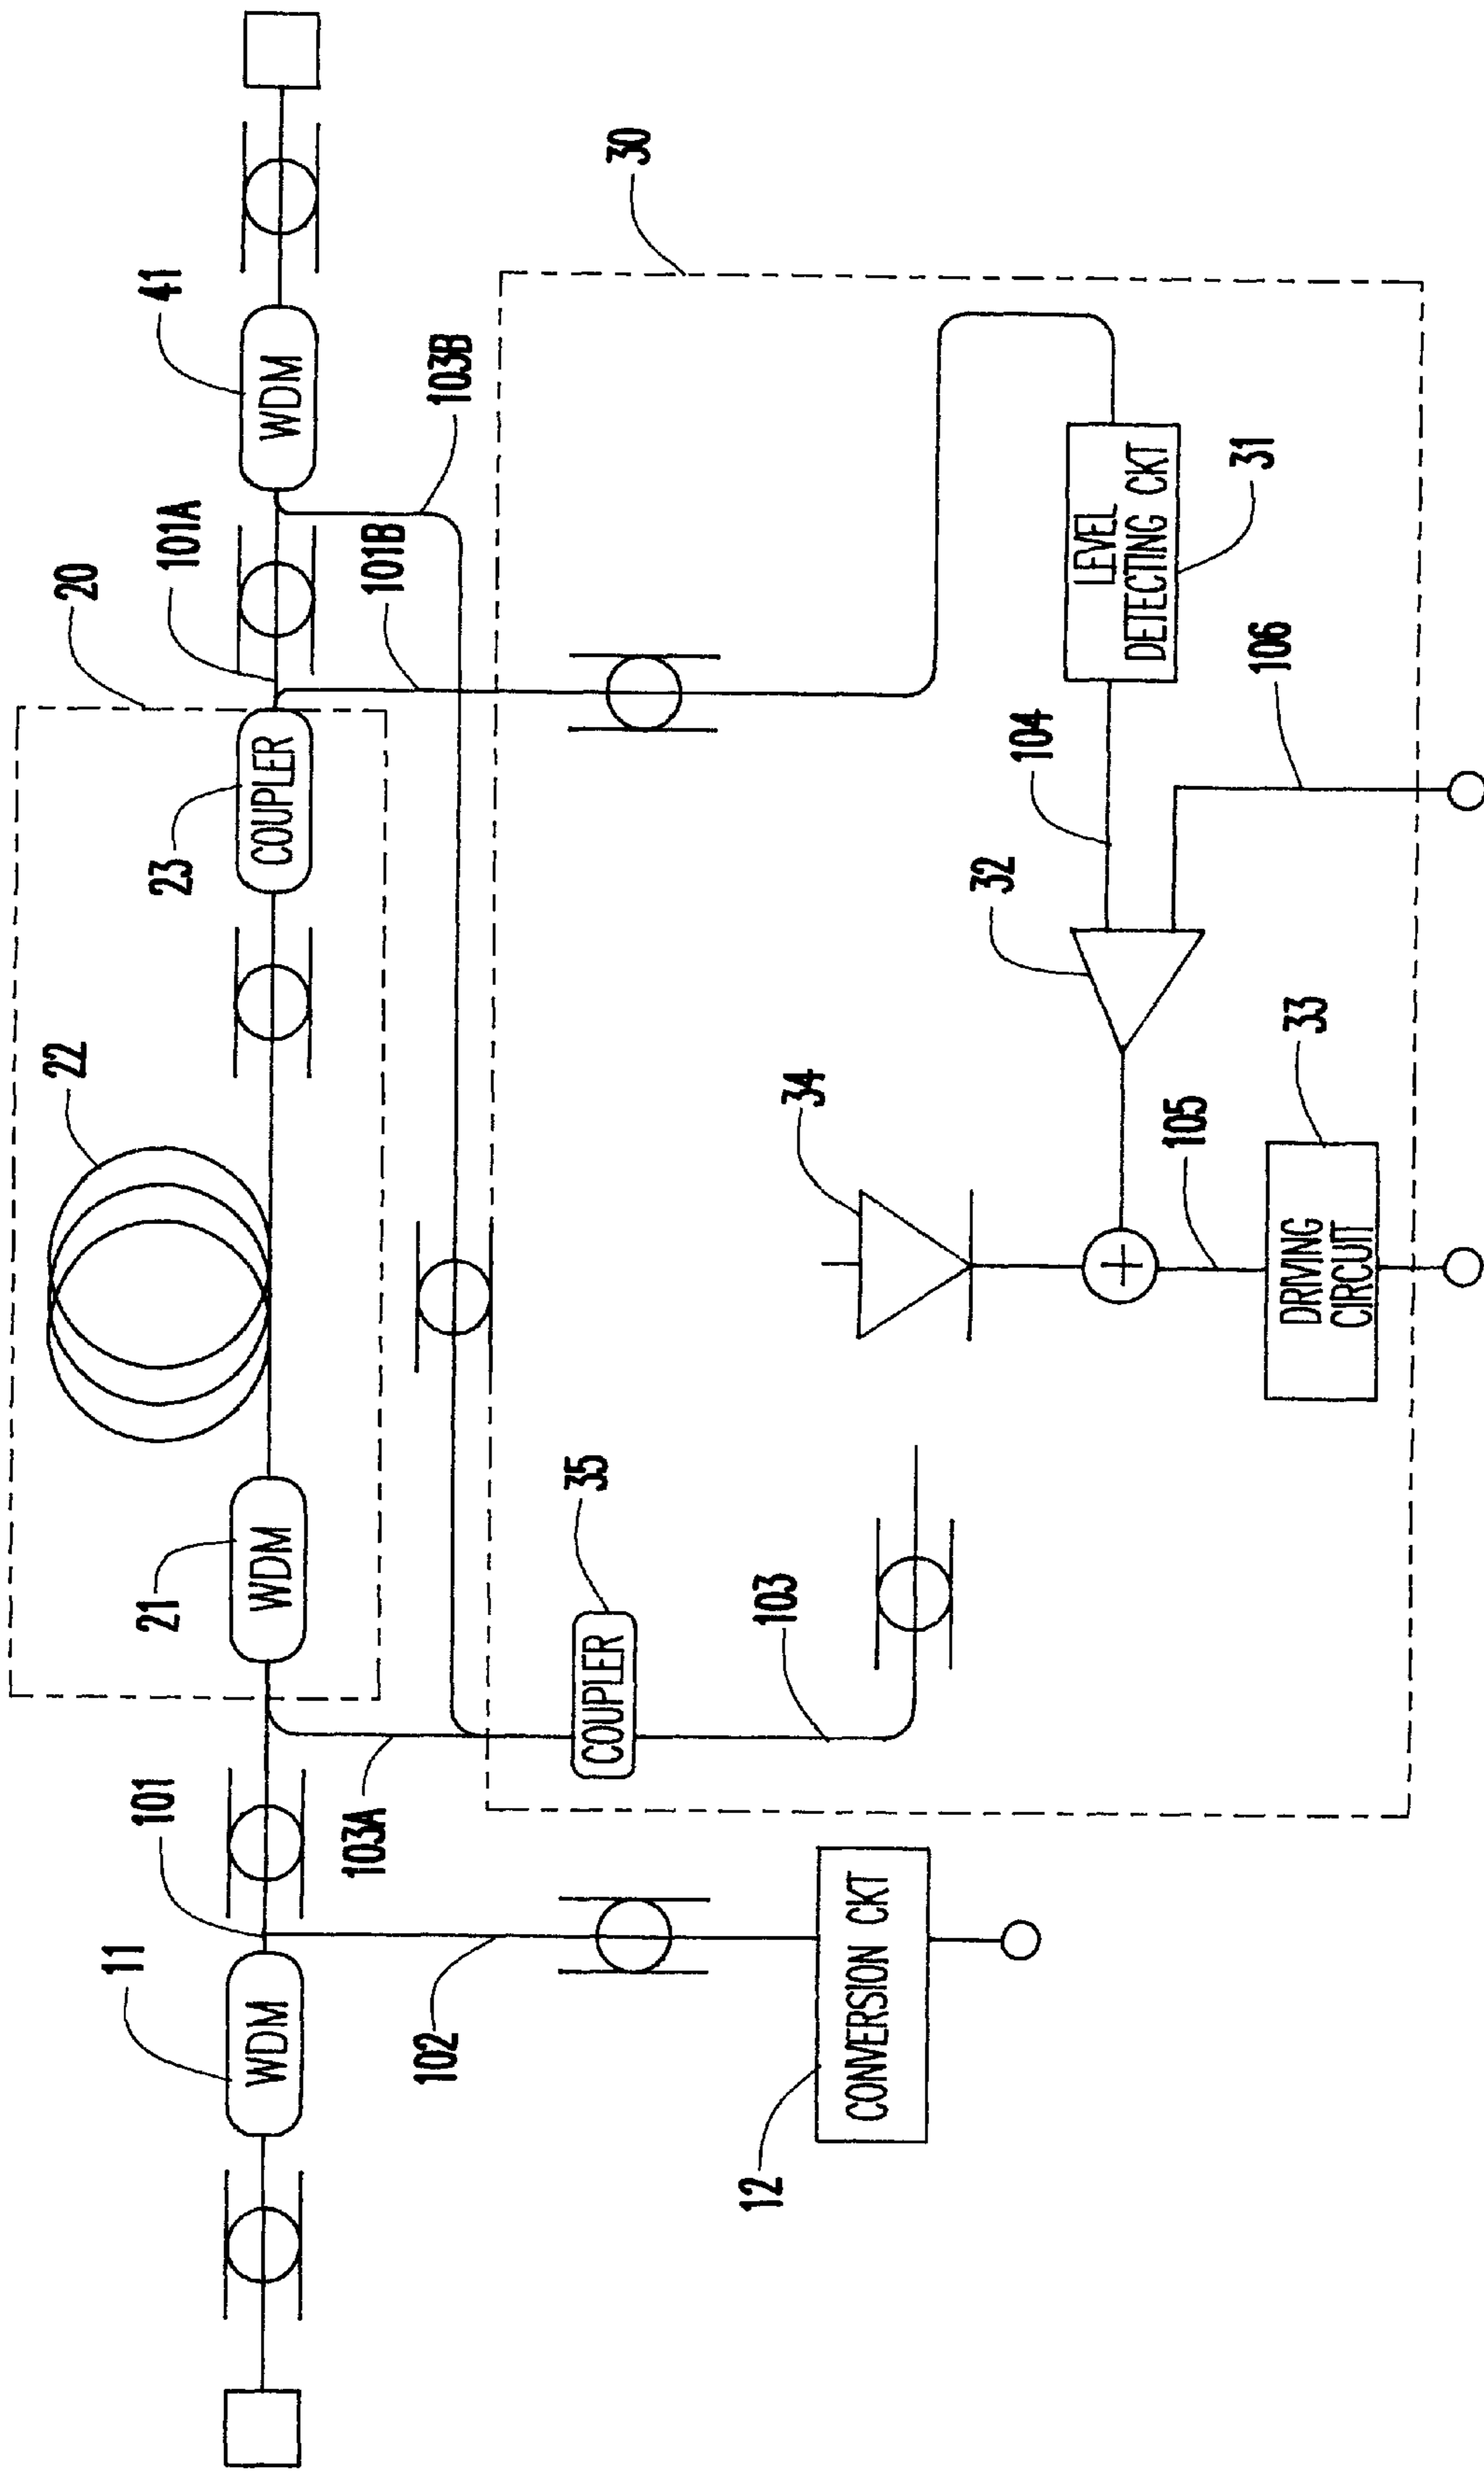 20
22
41
101A
23
COUPLER
WDM
21
WDM
101
11
WDM
103B
101B
103A
102
30
35
COUPLER
103
34
12
CONVERSION CKT
LEVEL
DETECTING CKT
31
104
32
106
105
33
DRIVING
CIRCUIT